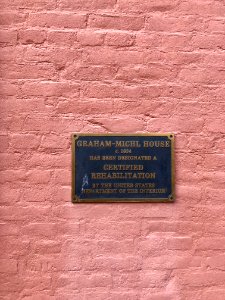 GRAHAM-MICHL HOUSE
HAS BEEN DESIGNATED A
CERTIFIED
REHABILITATION
BY THE UNITED STATES
DEPARTMENT OF THE INTERIOR